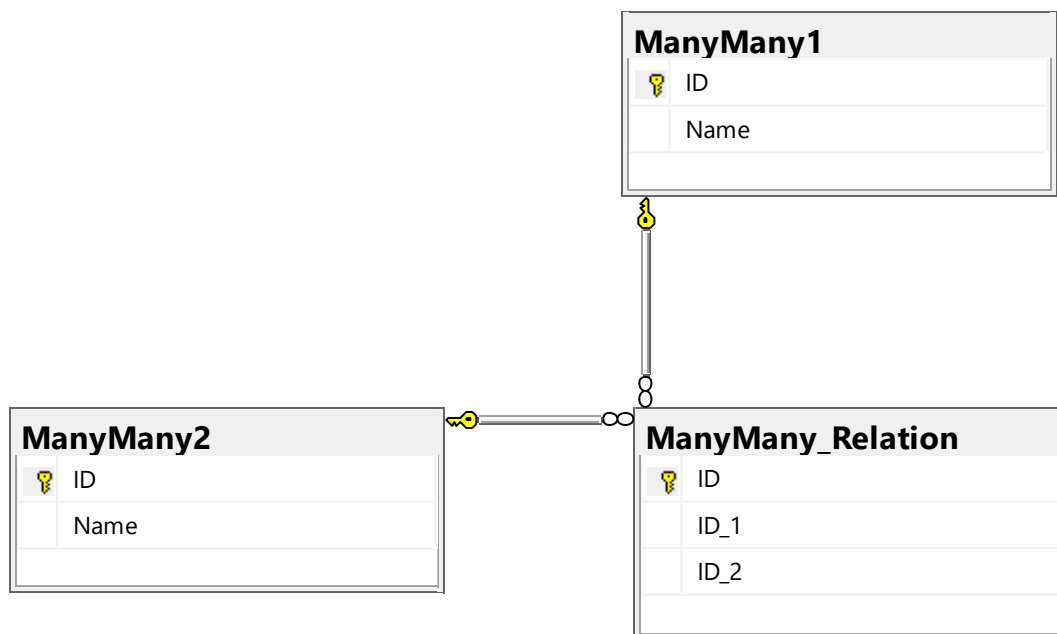 ManyMany1
ID
Name
ManyMany2
ID
Name
ManyMany_Relation
ID
ID_1
ID_2